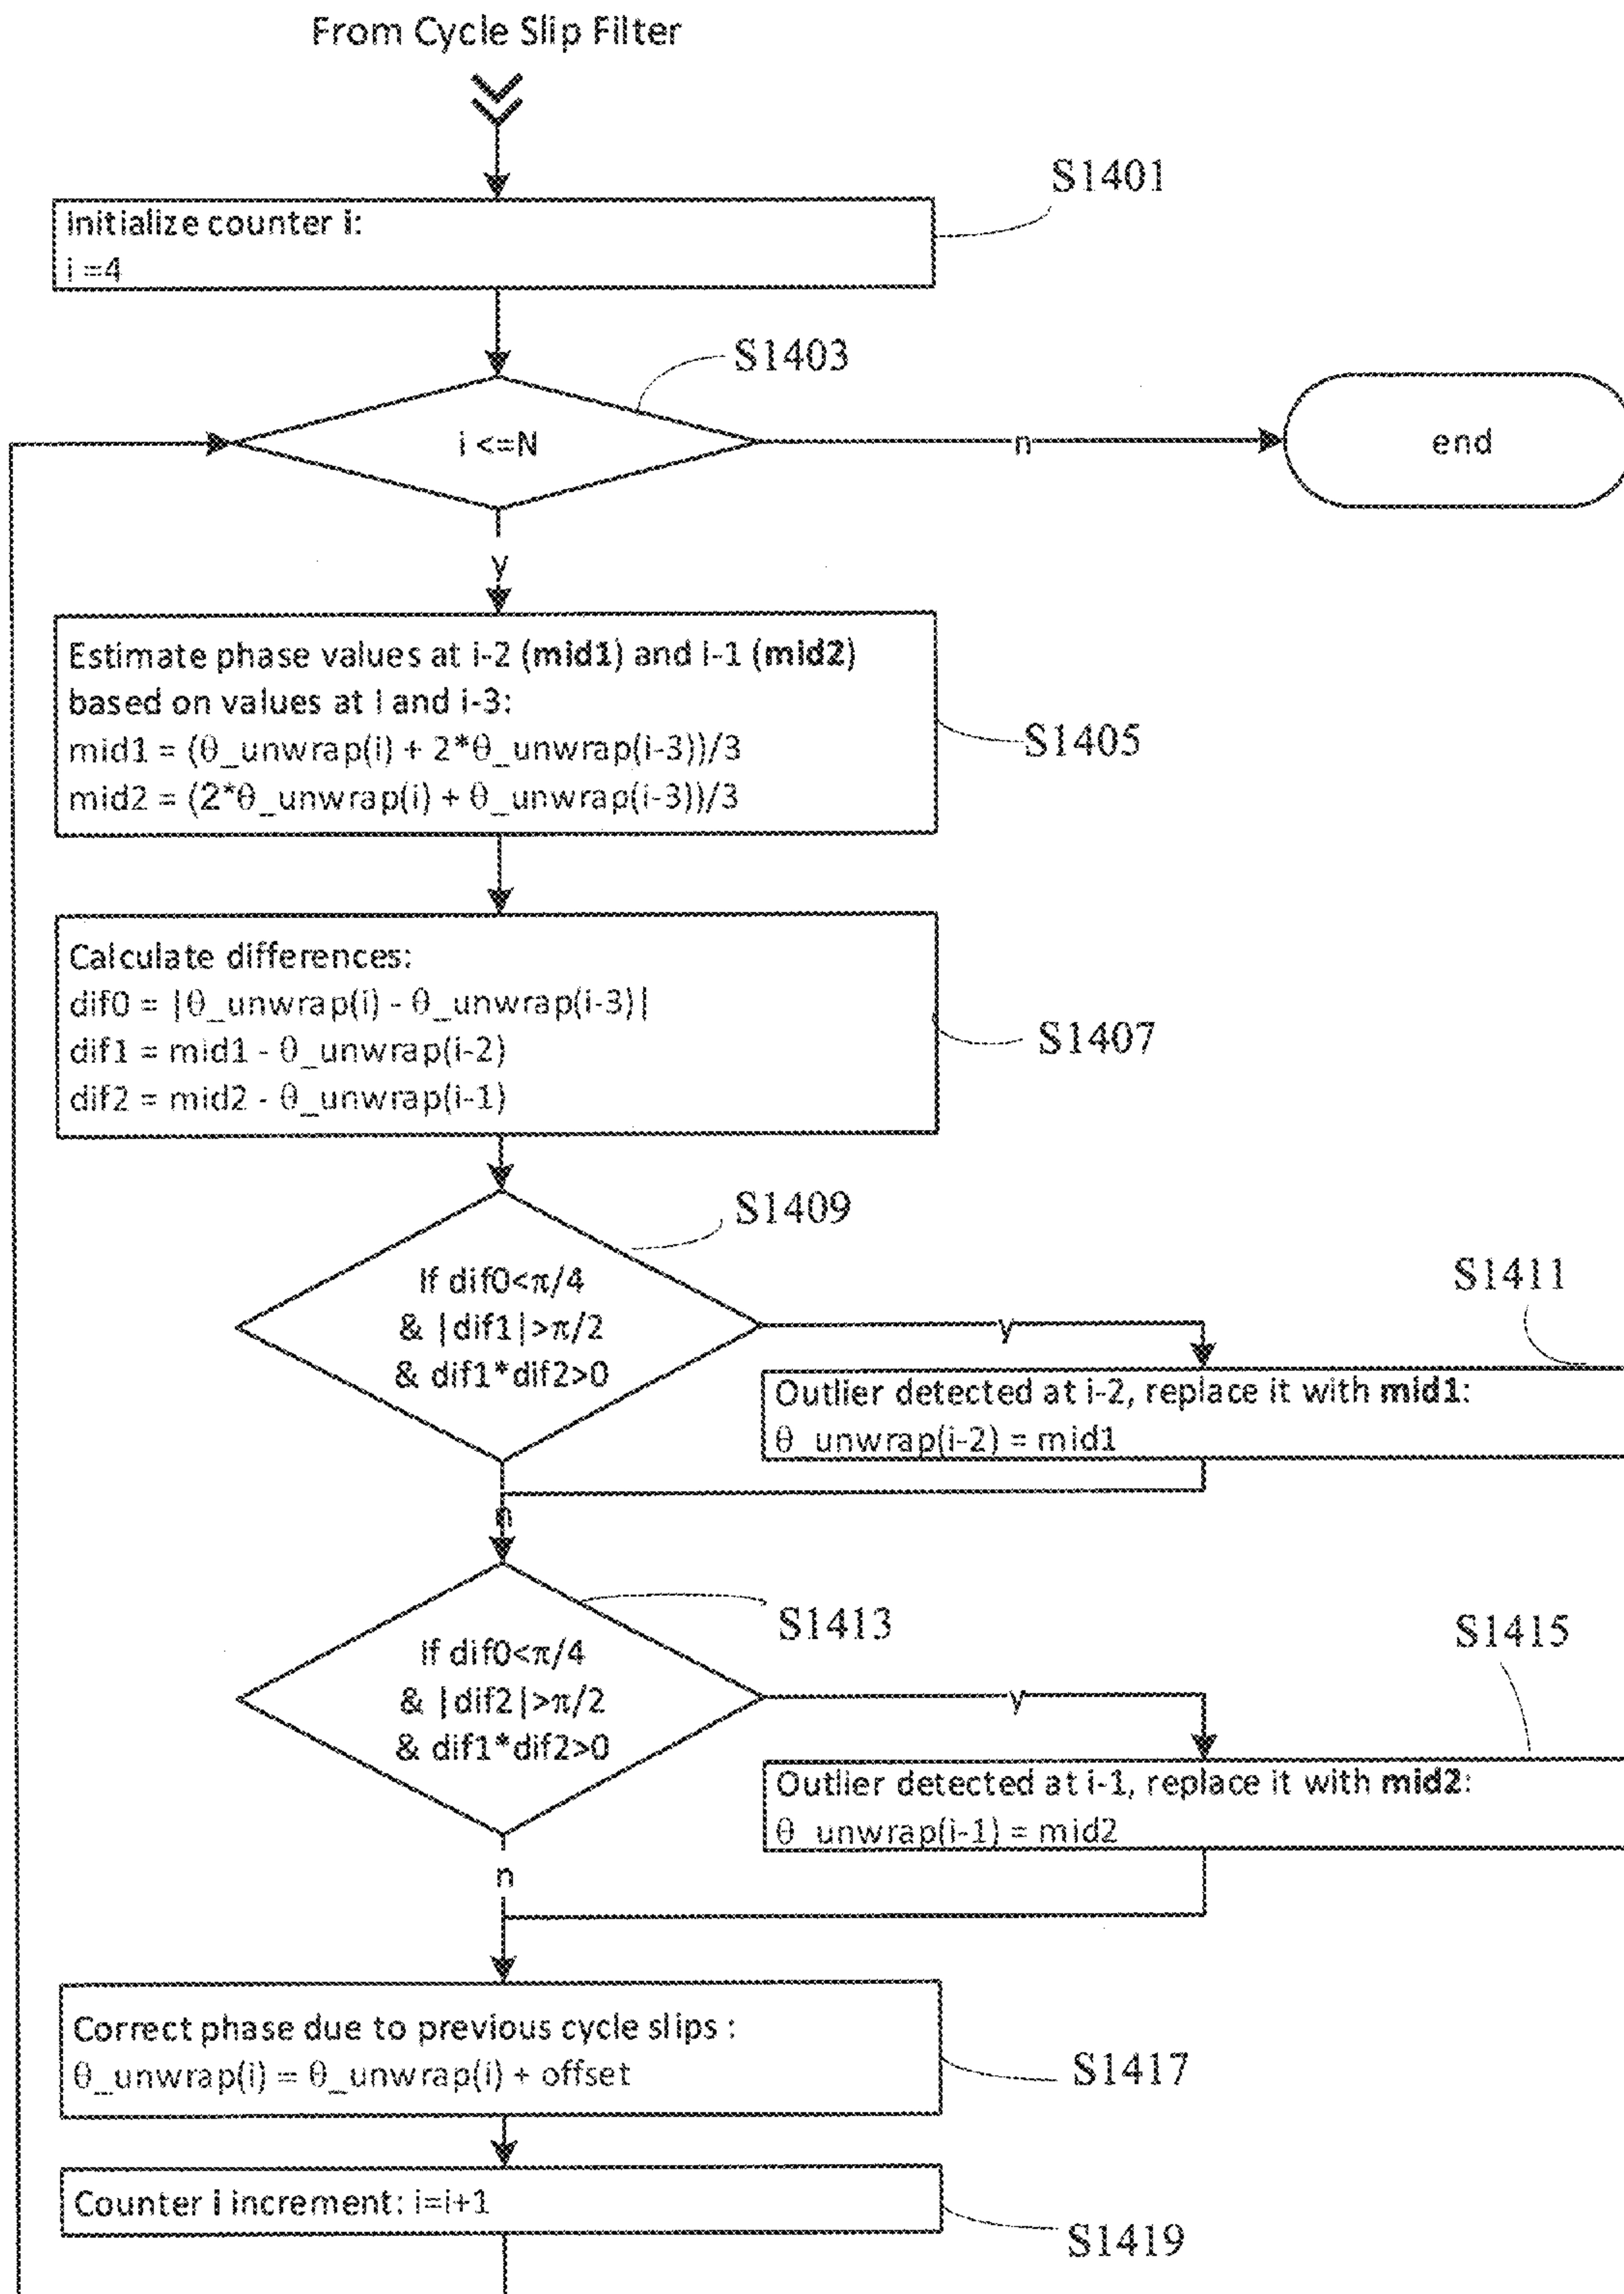 From Cycle Slip Filter
S1401
Initialize counter i:
i =4
S1403
i <=N
n
end
y
Estimate phase values at i-2 (mid1) and i-1 (mid2)
based on values at I and i-3:
mid1 = (θ_unwrap(i) + 2*θ_unwrap(i-3))/3
mid2 = (2*θ_unwrap(i) + θ_unwrap(i-3))/3
S1405
Calculate differences:
dif0 = |θ_unwrap(i) - θ_unwrap(i-3)|
dif1 = mid1 - θ_unwrap(i-2)
dif2 = mid2 - θ_unwrap(i-1)
S1407
S1409
If dif0<π/4
& |dif1|>π/2
& dif1*dif2>0
y
S1411
Outlier detected at i-2, replace it with mid1:
θ_unwrap(i-2) = mid1
n
S1413
If dif0<π/4
& |dif2|>π/2
& dif1*dif2>0
y
S1415
Outlier detected at i-1, replace it with mid2:
θ_unwrap(i-1) = mid2
n
Correct phase due to previous cycle slips :
θ_unwrap(i) = θ_unwrap(i) + offset
S1417
Counter i increment: i=i+1
S1419